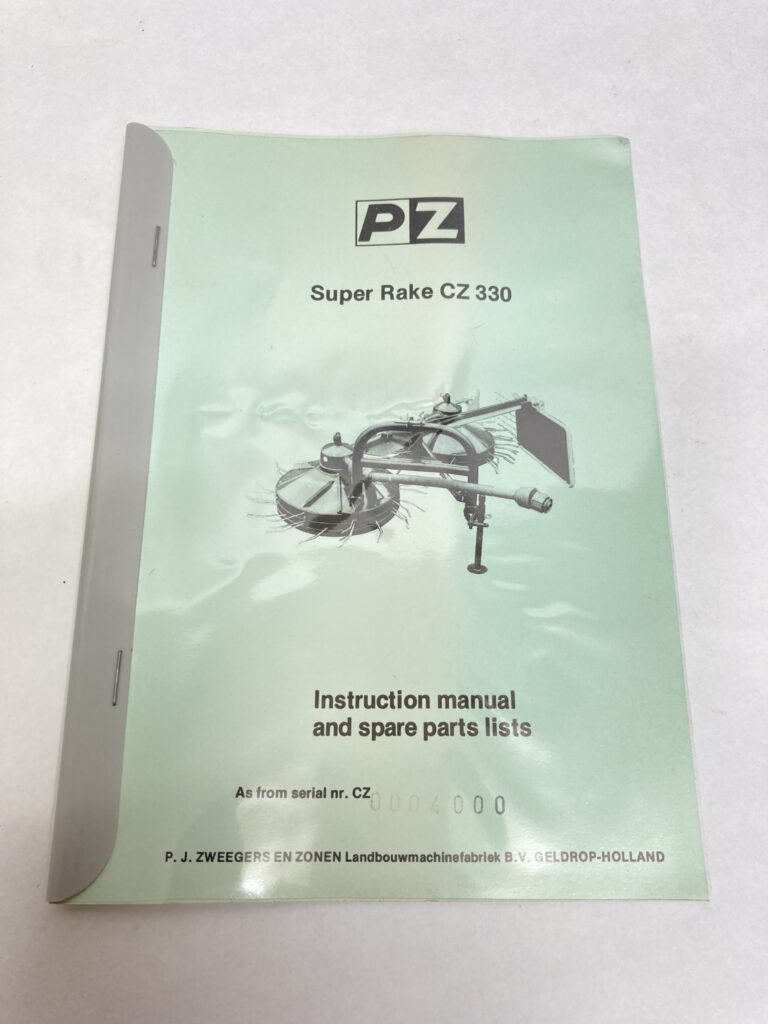 PZ
Super Rake CZ 330
Instruction manual
and spare parts lists
As from serial nr. CZ 0004000
P. J. ZWEEGERS EN ZONEN Landbouwmachinefabriek B.V. GELDROP-HOLLAND